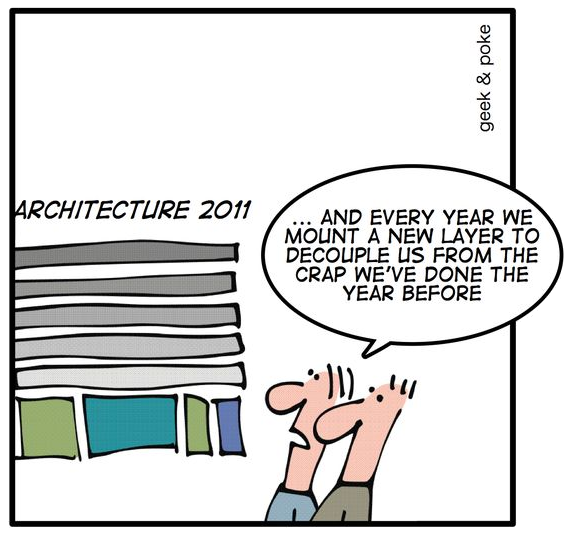 geek & poke
ARCHITECTURE 2011
... AND EVERY YEAR WE
MOUNT A NEW LAYER TO
DECOUPLE US FROM THE
CRAP WE'VE DONE THE
YEAR BEFORE